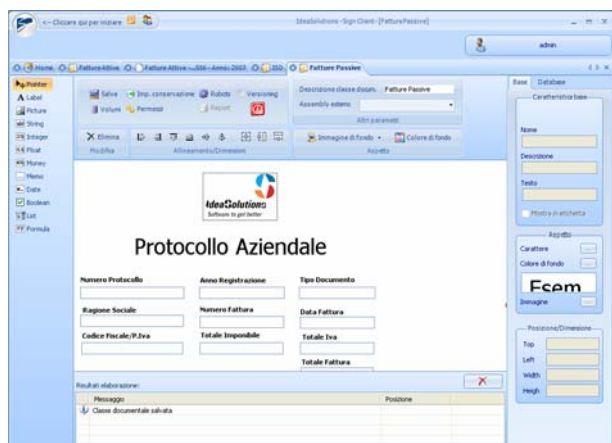 <-- Cliccare qui per iniziare
IdeaSolutions - Sign Client - [Fatture Passive]
admin
Home
Fatture Attive
Fatture Passive
Base
Database
Pointer
Label
Picture
String
Integer
Float
Money
Memo
Date
Boolean
List
Formula
Salva
Imp. conservazione
Robots
Versioning
Volumi
Permessi
Report
Descrizione classe docum.
Fatture Passive
Assembly esterno
Altri parametri
Elimina
Modifica
Allineamento/Dimensioni
Immagine di fondo
Colore di fondo
Aspetto
IdeaSolutions
Software to get better
Protocollo Aziendale
Numero Protocollo
Anno Registrazione
Tipo Documento
Ragione Sociale
Numero Fattura
Data Fattura
Codice Fiscale/P.Iva
Totale Imponibile
Totale Iva
Totale Fattura
Risultati elaborazione:
Messaggio
Posizione
Classe documentale salvata
Caratteristiche base
Nome
Descrizione
Testo
Mostra in etichetta
Aspetto
Carattere
Colore di fondo
Esem
Immagine
Posizione/Dimensione
Top
Left
Width
Heigh